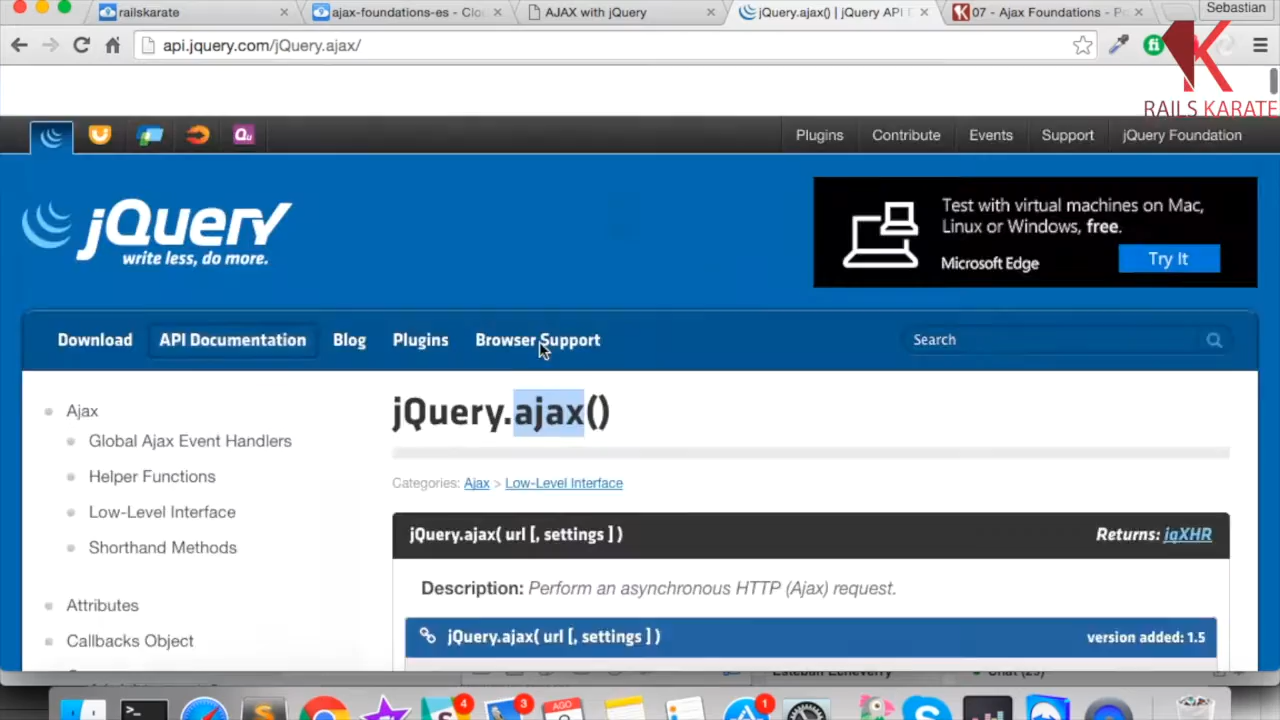 railskarate
ajax-foundations-es - Clo
AJAX with jQuery
jQuery.ajax() | jQuery API
07 - Ajax Foundations - P
Sebastian
api.jquery.com/jQuery.ajax/
RAILS KARATE
Plugins
Contribute
Events
Support
jQuery Foundation
jQuery
write less, do more.
Test with virtual machines on Mac,
Linux or Windows, free.
Microsoft Edge
Try It
Download
API Documentation
Blog
Plugins
Browser Support
Search
Ajax
Global Ajax Event Handlers
Helper Functions
Low-Level Interface
Shorthand Methods
Attributes
Callbacks Object
jQuery.ajax()
Categories: Ajax > Low-Level Interface
jQuery.ajax( url [, settings ] )
Returns: jqXHR
Description: Perform an asynchronous HTTP (Ajax) request.
jQuery.ajax( url [, settings ] )
version added: 1.5
4
3
AGO
1